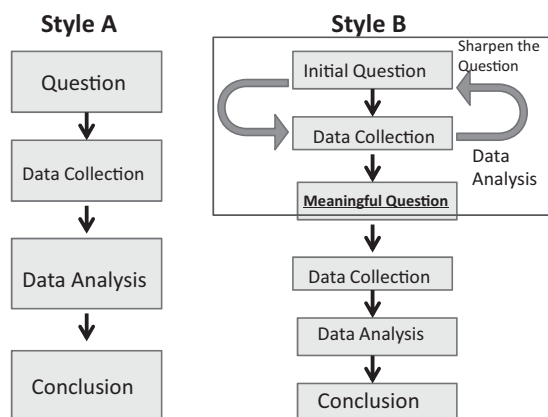 Style A
Question
Data Collection
Data Analysis
Conclusion
Style B
Sharpen the
Question
Initial Question
Data Collection
Data
Analysis
Meaningful Question
Data Collection
Data Analysis
Conclusion